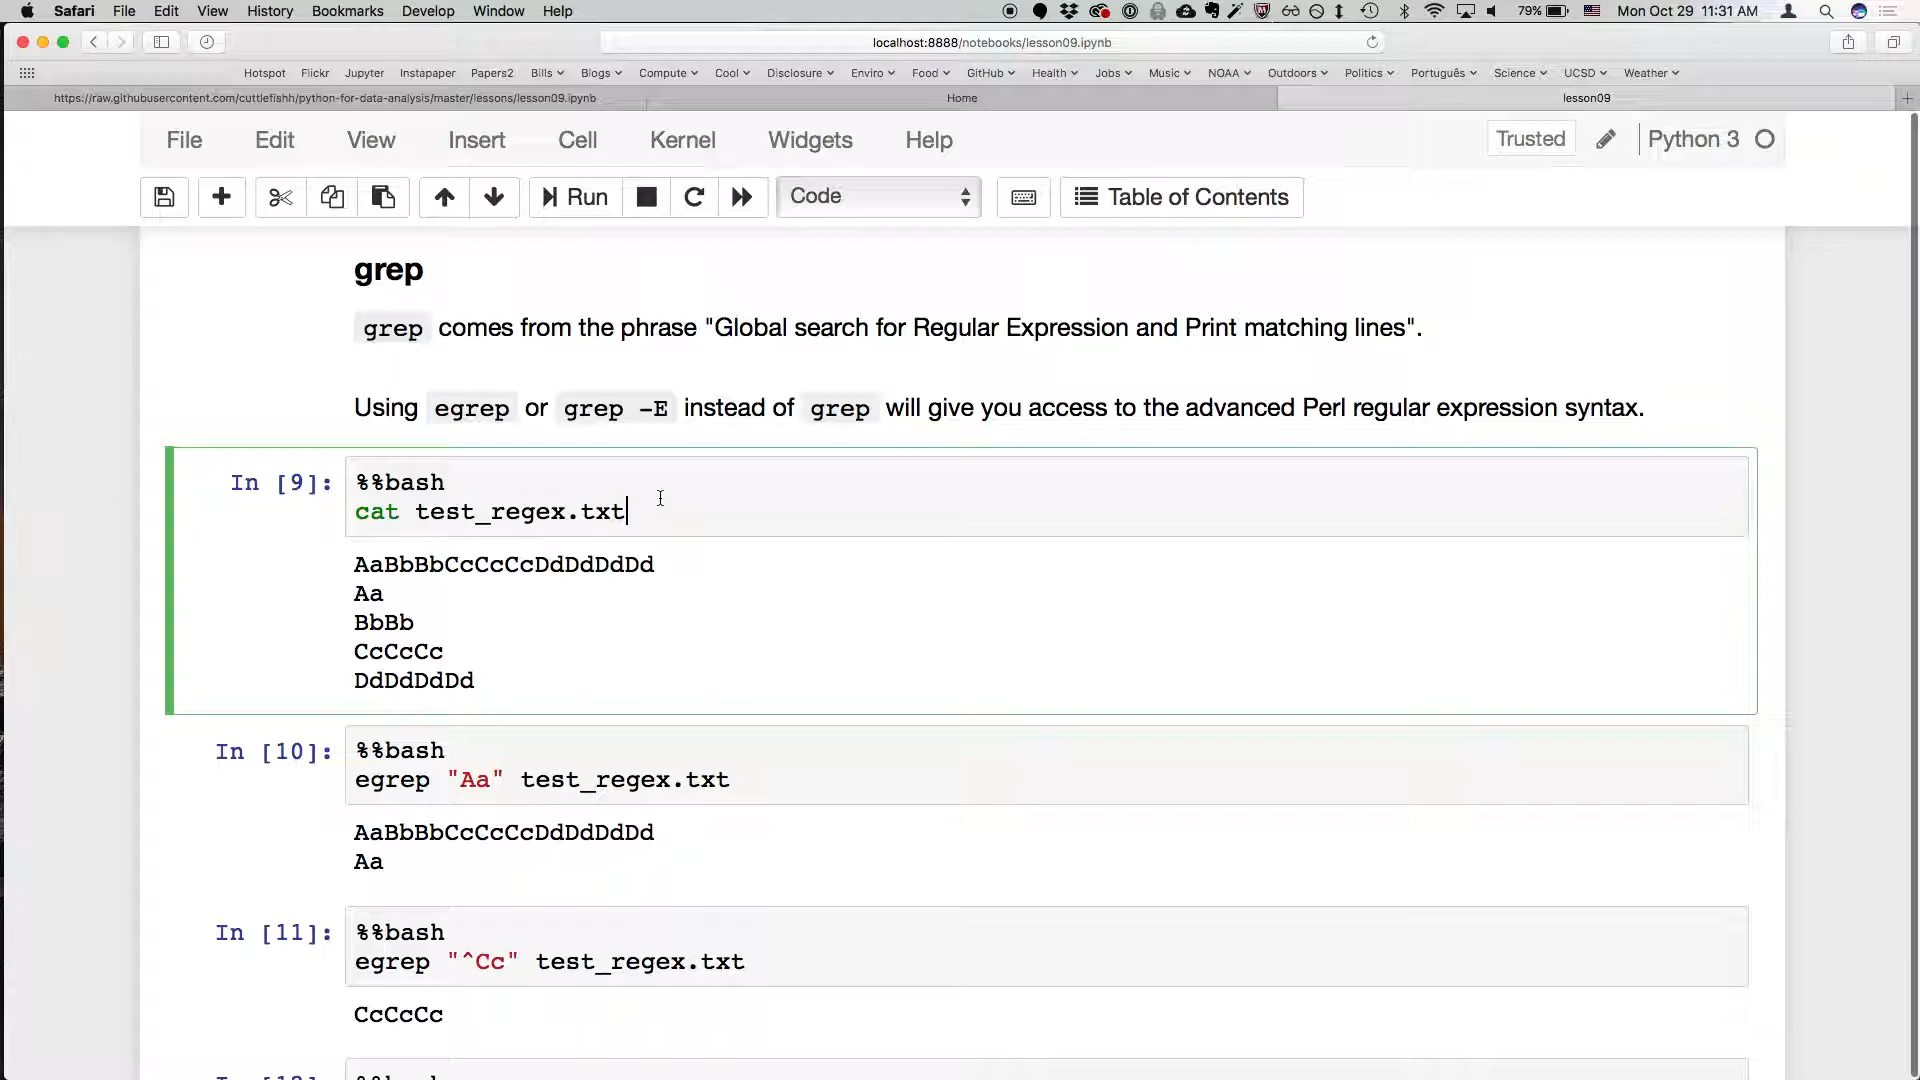 Safari File Edit View History Bookmarks Develop Window Help 79% Mon Oct 29 11:31 AM
localhost:8888/notebooks/lesson09.ipynb
Hotspot Flickr Jupyter Instapaper Papers2 Bills Blogs Compute Cool Disclosure Enviro Food GitHub Health Jobs Music NOAA Outdoors Politics Português Science UCSD Weather
https://raw.githubusercontent.com/cuttlefishh/python-for-data-analysis/master/lessons/lesson09.ipynb Home lesson09
File Edit View Insert Cell Kernel Widgets Help Trusted Python 3
Run Code Table of Contents
grep
grep comes from the phrase "Global search for Regular Expression and Print matching lines".
Using egrep or grep -E instead of grep will give you access to the advanced Perl regular expression syntax.
In [9]: %%bash
cat test_regex.txt
AaBbBbCcCcCcDdDdDdDd
Aa
BbBb
CcCcCc
DdDdDdDd
In [10]: %%bash
egrep "Aa" test_regex.txt
AaBbBbCcCcCcDdDdDdDd
Aa
In [11]: %%bash
egrep "^Cc" test_regex.txt
CcCcCc